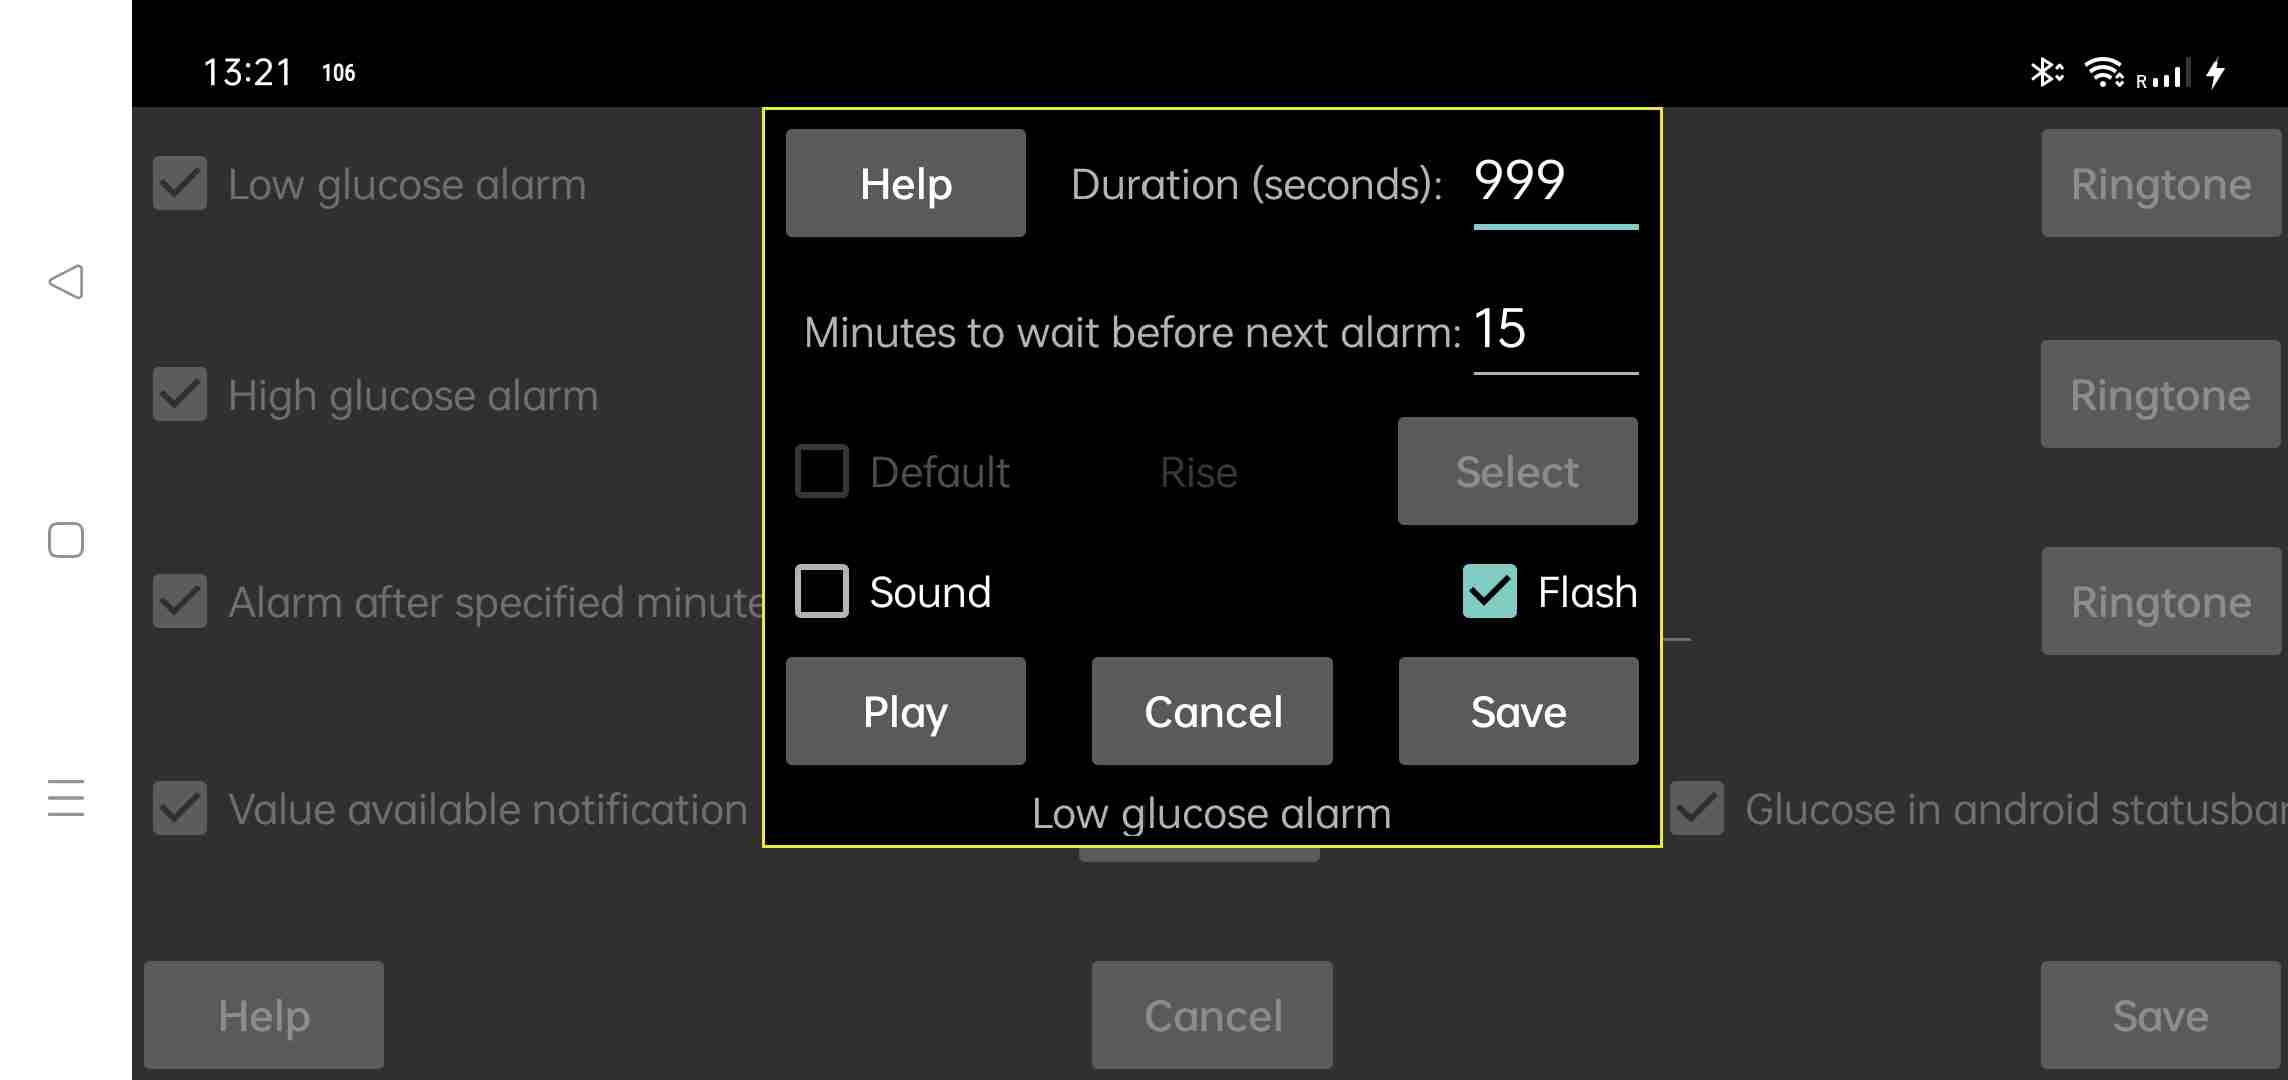 13:21 106 R
Low glucose alarm
Help Duration (seconds): 999
Ringtone
Minutes to wait before next alarm: 15
High glucose alarm
Ringtone
Default Rise Select
Sound Flash
Alarm after specified minute
Ringtone
Play Cancel Save
Low glucose alarm
Value available notification
Glucose in android statusbar
Help Cancel Save